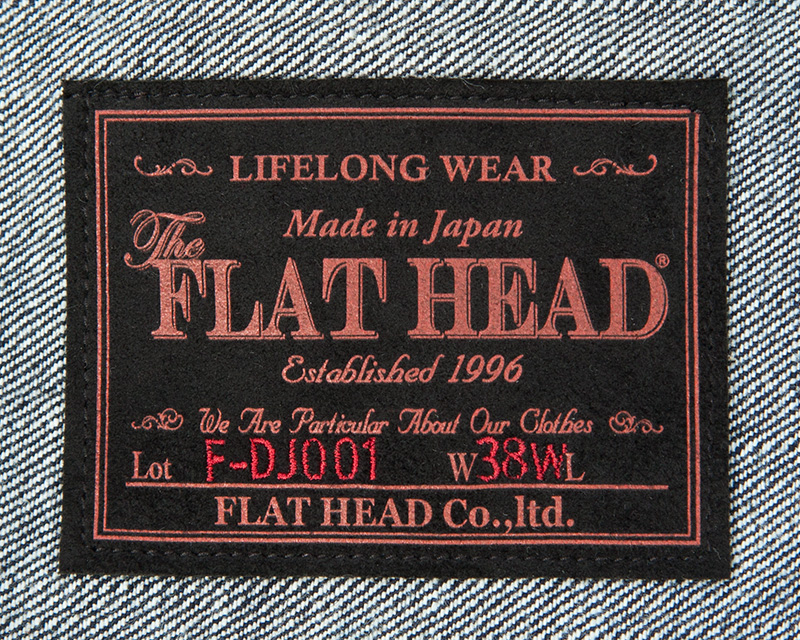 LIFELONG WEAR
Made in Japan
The
FLAT HEAD®
Established 1996
We Are Particular About Our Clothes
Lot F-DJ001 W38WL
FLAT HEAD Co.,ltd.